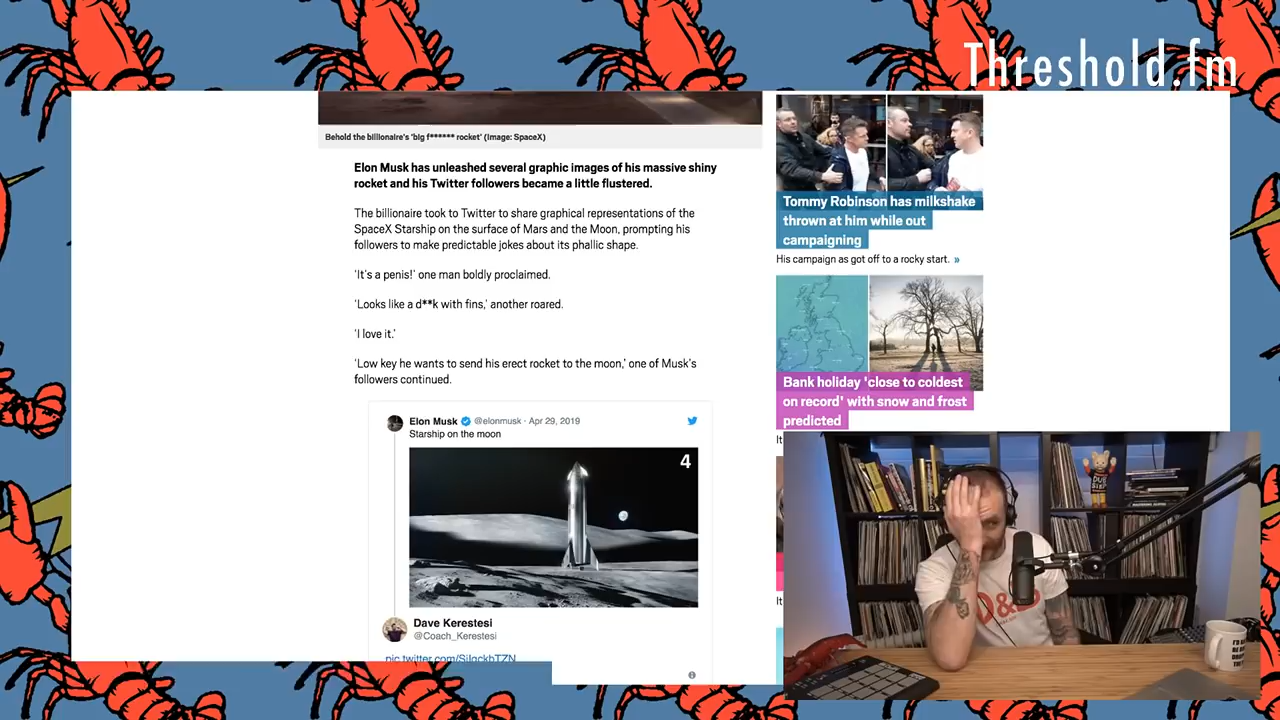 Threshold.fm
Behold the billionaire's 'big f****** rocket' (Image: SpaceX)
Elon Musk has unleashed several graphic images of his massive shiny
rocket and his Twitter followers became a little flustered.
The billionaire took to Twitter to share graphical representations of the
SpaceX Starship on the surface of Mars and the Moon, prompting his
followers to make predictable jokes about its phallic shape.
'It's a penis!' one man boldly proclaimed.
'Looks like a d**k with fins,' another roared.
'I love it.'
'Low key he wants to send his erect rocket to the moon,' one of Musk's
followers continued.
Elon Musk @elonmusk · Apr 29, 2019
Starship on the moon
4
Dave Kerestesi
@Coach_Kerestesi
Tommy Robinson has milkshake
thrown at him while out
campaigning
His campaign as got off to a rocky start. »
Bank holiday 'close to coldest
on record' with snow and frost
predicted
It
It
DUB